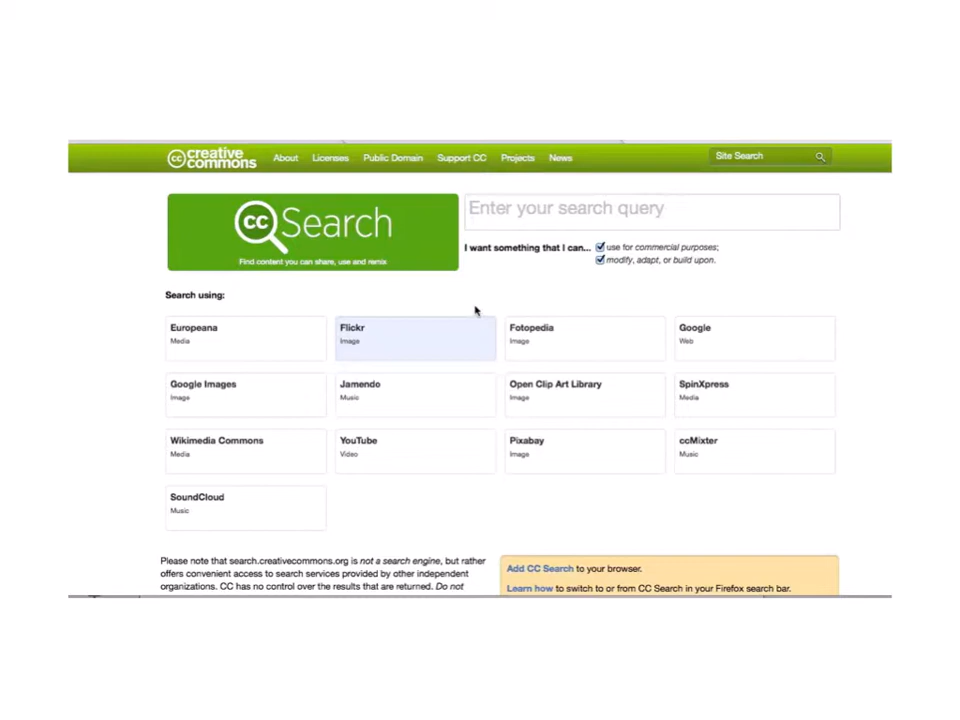 creative commons
About Licenses Public Domain Support CC Projects News
Site Search
cc Search
Find content you can share, use and remix
Enter your search query
I want something that I can... use for commercial purposes;
modify, adapt, or build upon.
Search using:
Europeana
Media
Flickr
Image
Fotopedia
Image
Google
Web
Google Images
Image
Jamendo
Music
Open Clip Art Library
Image
SpinXpress
Media
Wikimedia Commons
Media
YouTube
Video
Pixabay
Image
ccMixter
Music
SoundCloud
Music
Please note that search.creativecommons.org is not a search engine, but rather
offers convenient access to search services provided by other independent
organizations. CC has no control over the results that are returned. Do not
Add CC Search to your browser.
Learn how to switch to or from CC Search in your Firefox search bar.